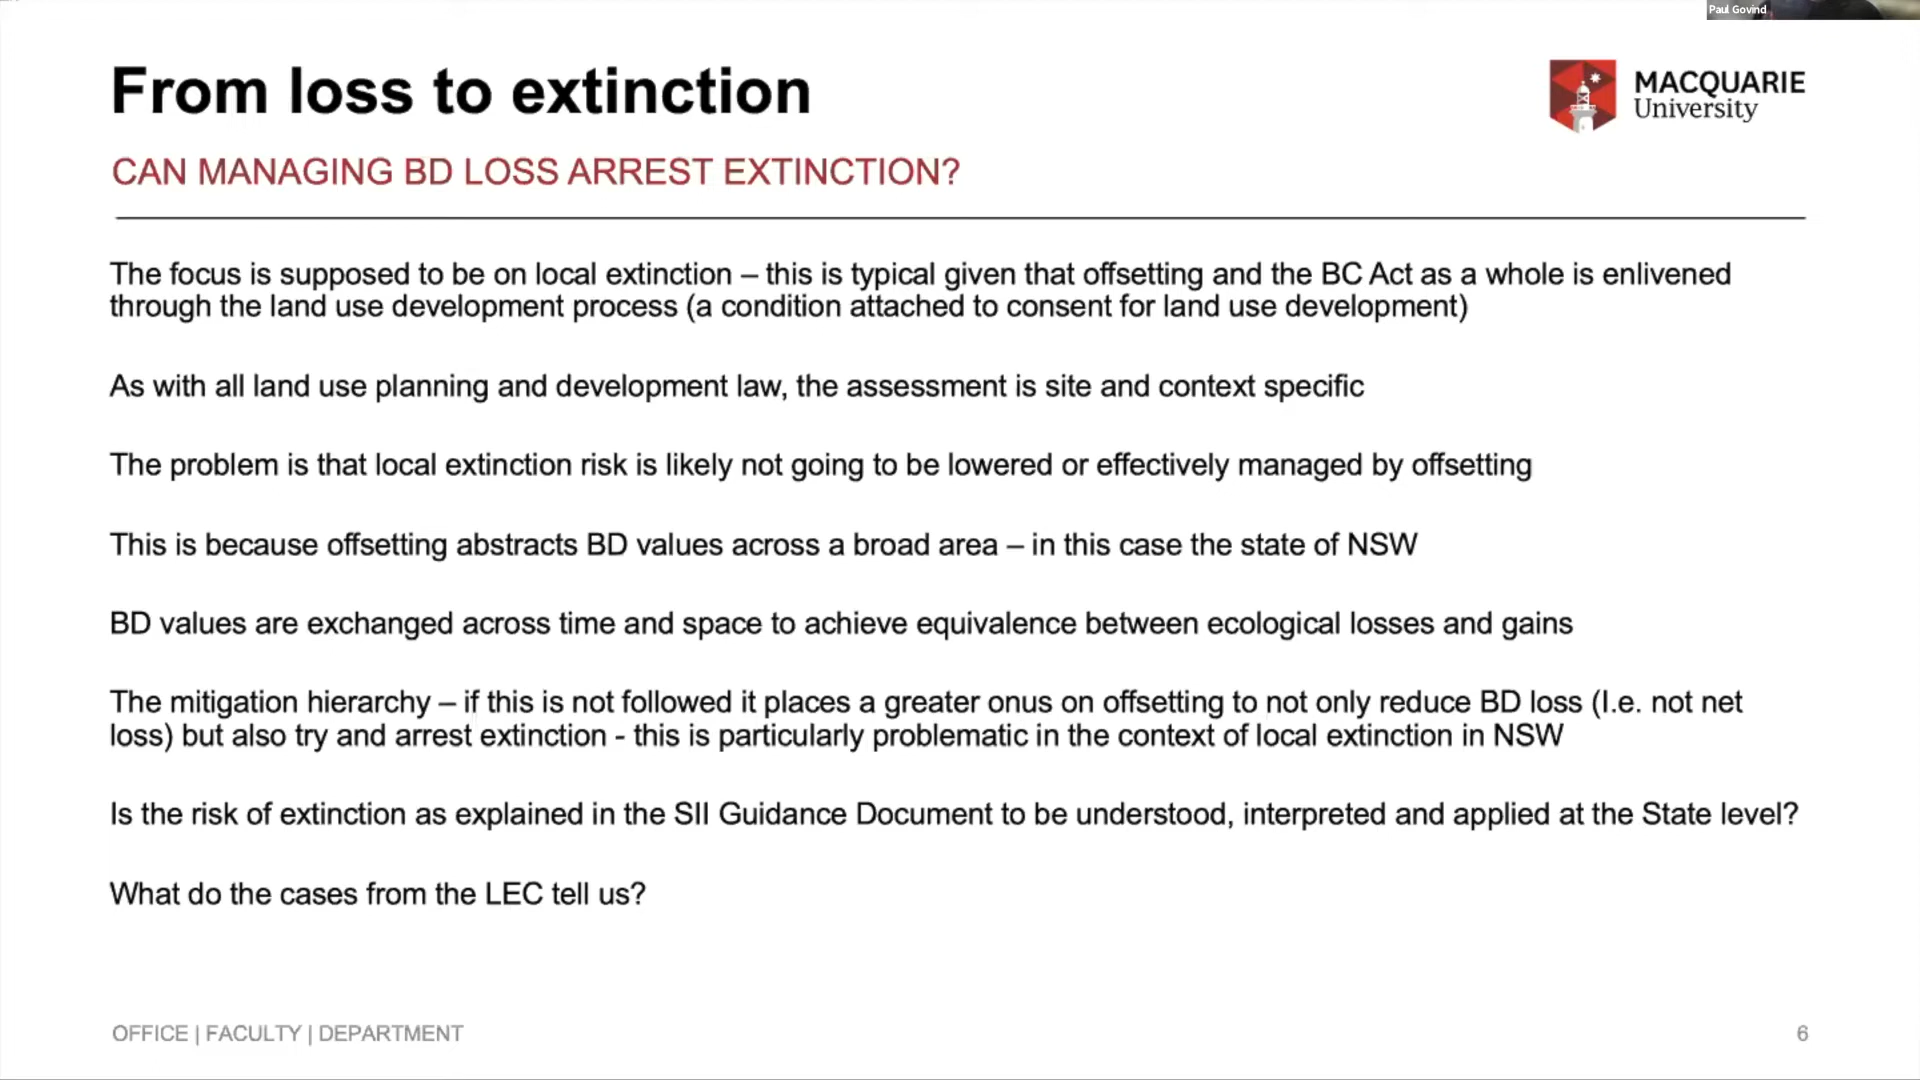 Paul Govind
From loss to extinction
MACQUARIE
University
CAN MANAGING BD LOSS ARREST EXTINCTION?
The focus is supposed to be on local extinction – this is typical given that offsetting and the BC Act as a whole is enlivened
through the land use development process (a condition attached to consent for land use development)
As with all land use planning and development law, the assessment is site and context specific
The problem is that local extinction risk is likely not going to be lowered or effectively managed by offsetting
This is because offsetting abstracts BD values across a broad area – in this case the state of NSW
BD values are exchanged across time and space to achieve equivalence between ecological losses and gains
The mitigation hierarchy – if this is not followed it places a greater onus on offsetting to not only reduce BD loss (I.e. not net
loss) but also try and arrest extinction - this is particularly problematic in the context of local extinction in NSW
Is the risk of extinction as explained in the SII Guidance Document to be understood, interpreted and applied at the State level?
What do the cases from the LEC tell us?
OFFICE | FACULTY | DEPARTMENT
6